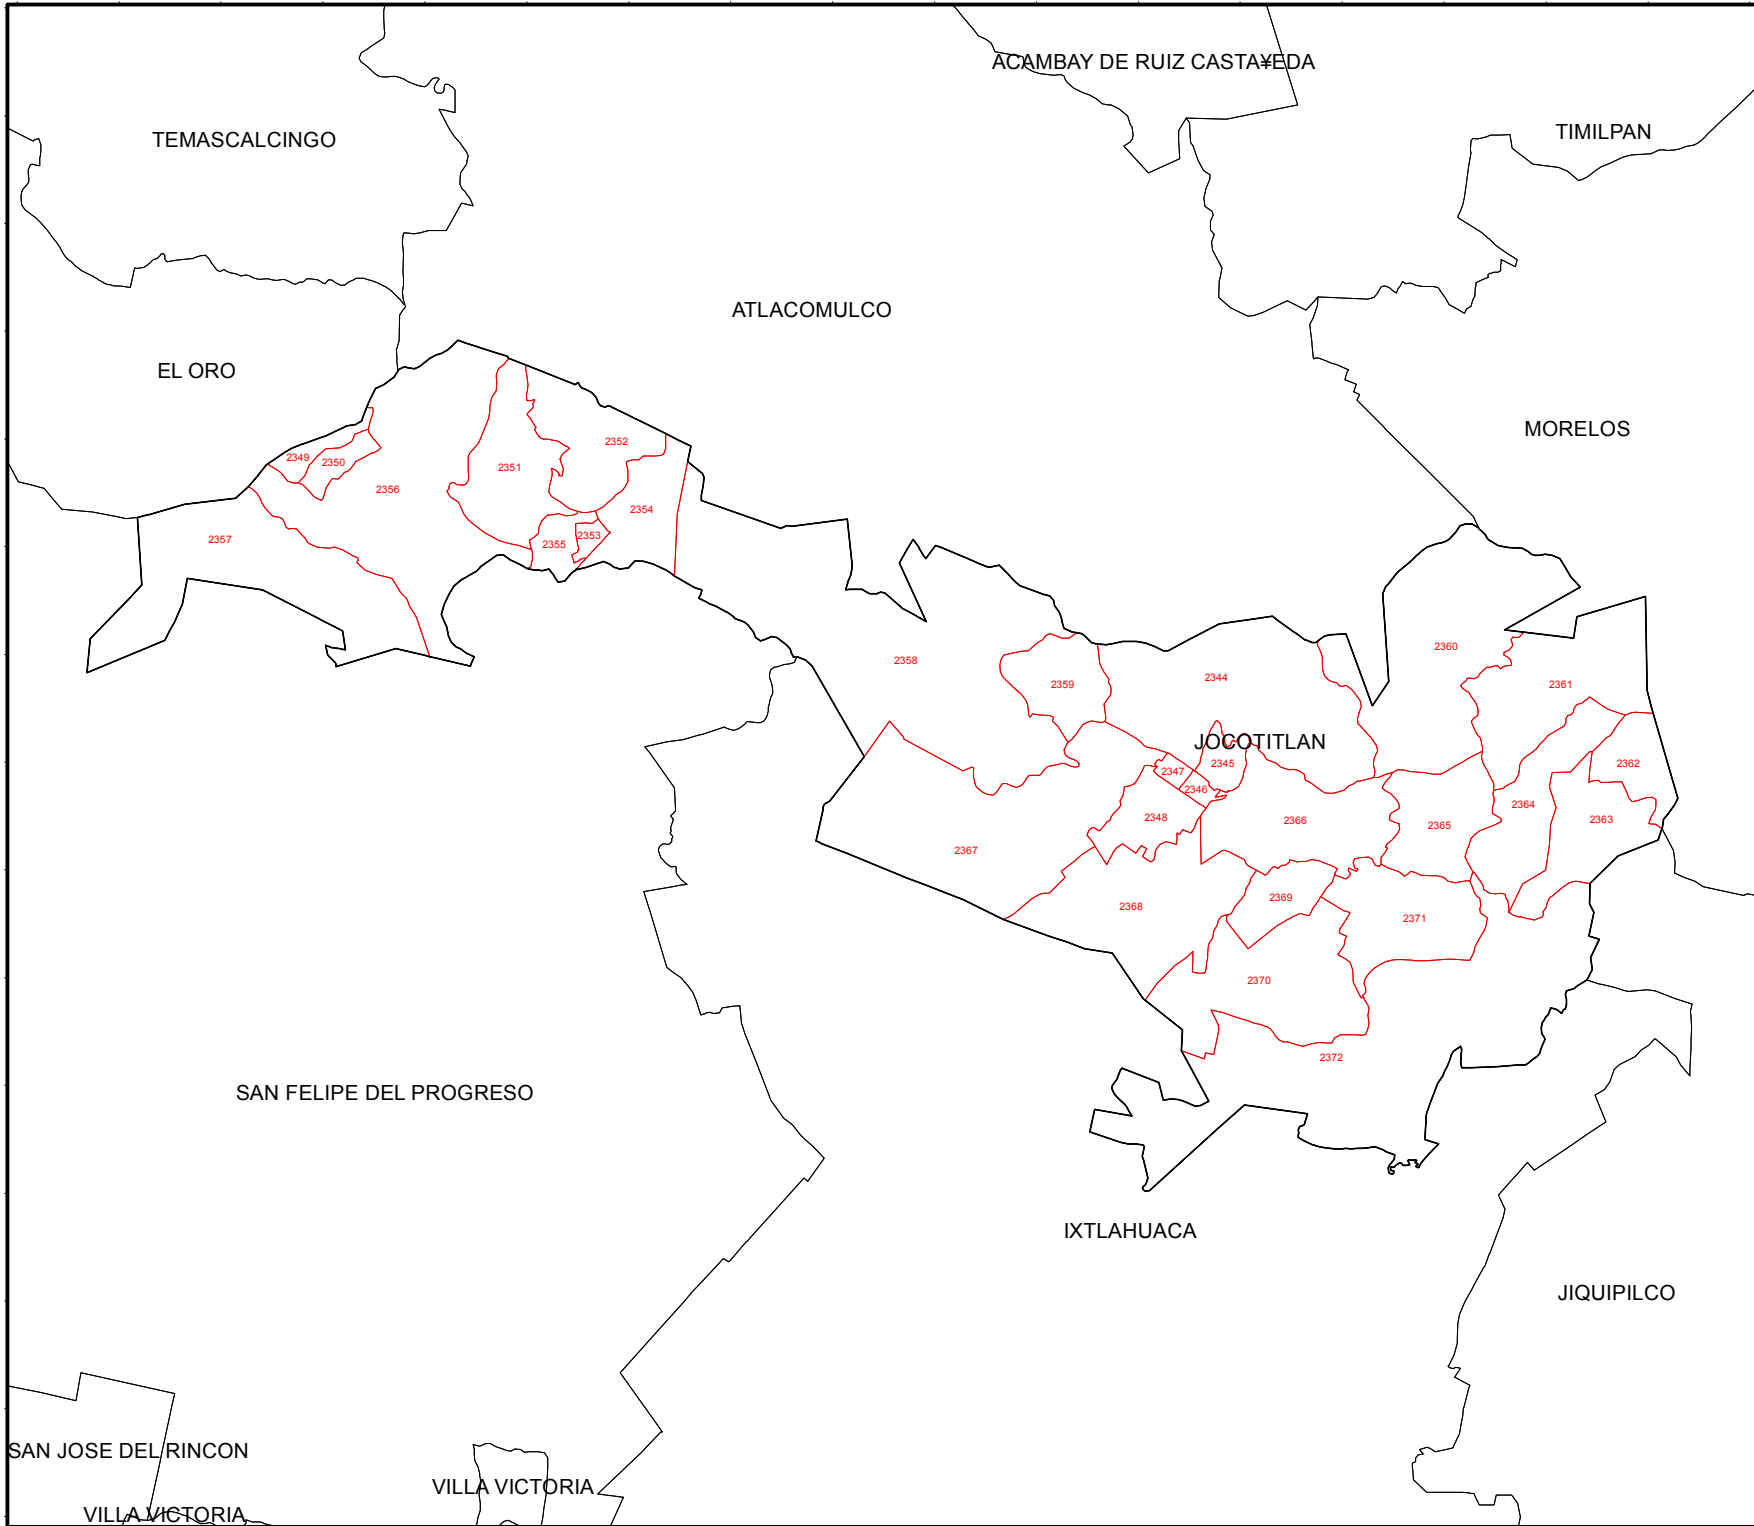 ACAMBAY DE RUIZ CASTA¥EDA
TIMILPAN
TEMASCALCINGO
ATLACOMULCO
EL ORO
MORELOS
2352
2349
2350
2351
2356
2354
2353
2357
2355
2360
2358
2359
2344
2361
JOCOTITLAN
2345
2362
2347
2346
2364
2348
2366
2365
2363
2367
2369
2368
2371
2370
2372
SAN FELIPE DEL PROGRESO
IXTLAHUACA
JIQUIPILCO
SAN JOSE DEL RINCON
VILLA VICTORIA
VILLA VICTORIA